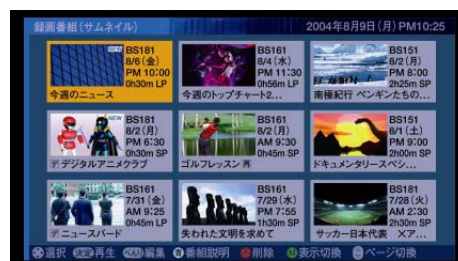 録画番組(サムネイル)
2004年8月9日(月) PM10:25
NEW
BS181
8/6(金)
PM 10:00
0h30m LP
今週のニュース
BS161
8/4(水)
PM 11:30
0h56m LP
今週のトップチャート2...
BS151
8/2(月)
PM 8:00
2h25m SP
南極紀行 ペンギンたちの...
NEW
BS181
8/2(月)
PM 6:30
0h30m SP
デジタルアニメクラブ
BS161
8/2(月)
AM 9:30
0h45m SP
ゴルフレッスン 再
BS151
8/1(土)
PM 9:00
2h00m SP
ドキュメンタリースペシ...
BS161
7/31(金)
AM 9:25
0h45m LP
ニュースバード
BS161
7/29(水)
PM 7:55
1h30m SP
失われた文明を求めて
BS181
7/28(火)
AM 2:30
2h30m SP
サッカー日本代表 ×ア...
選択 決定 再生 編集 番組説明 削除 表示切換 ページ切換